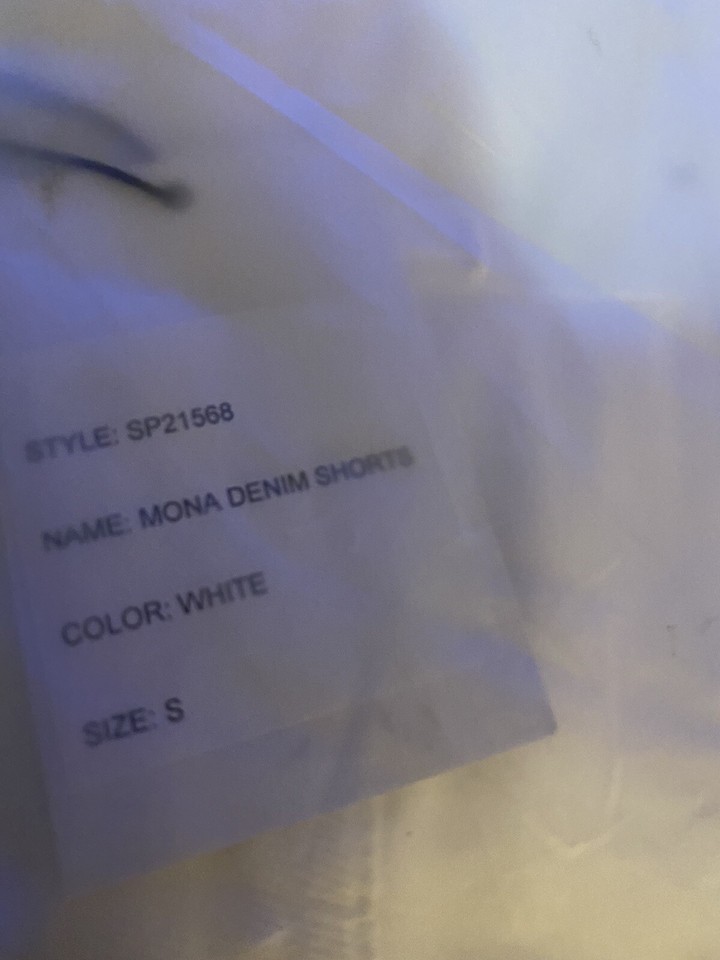 STYLE: SP21568
NAME: MONA DENIM SHORTS
COLOR: WHITE
SIZE: S